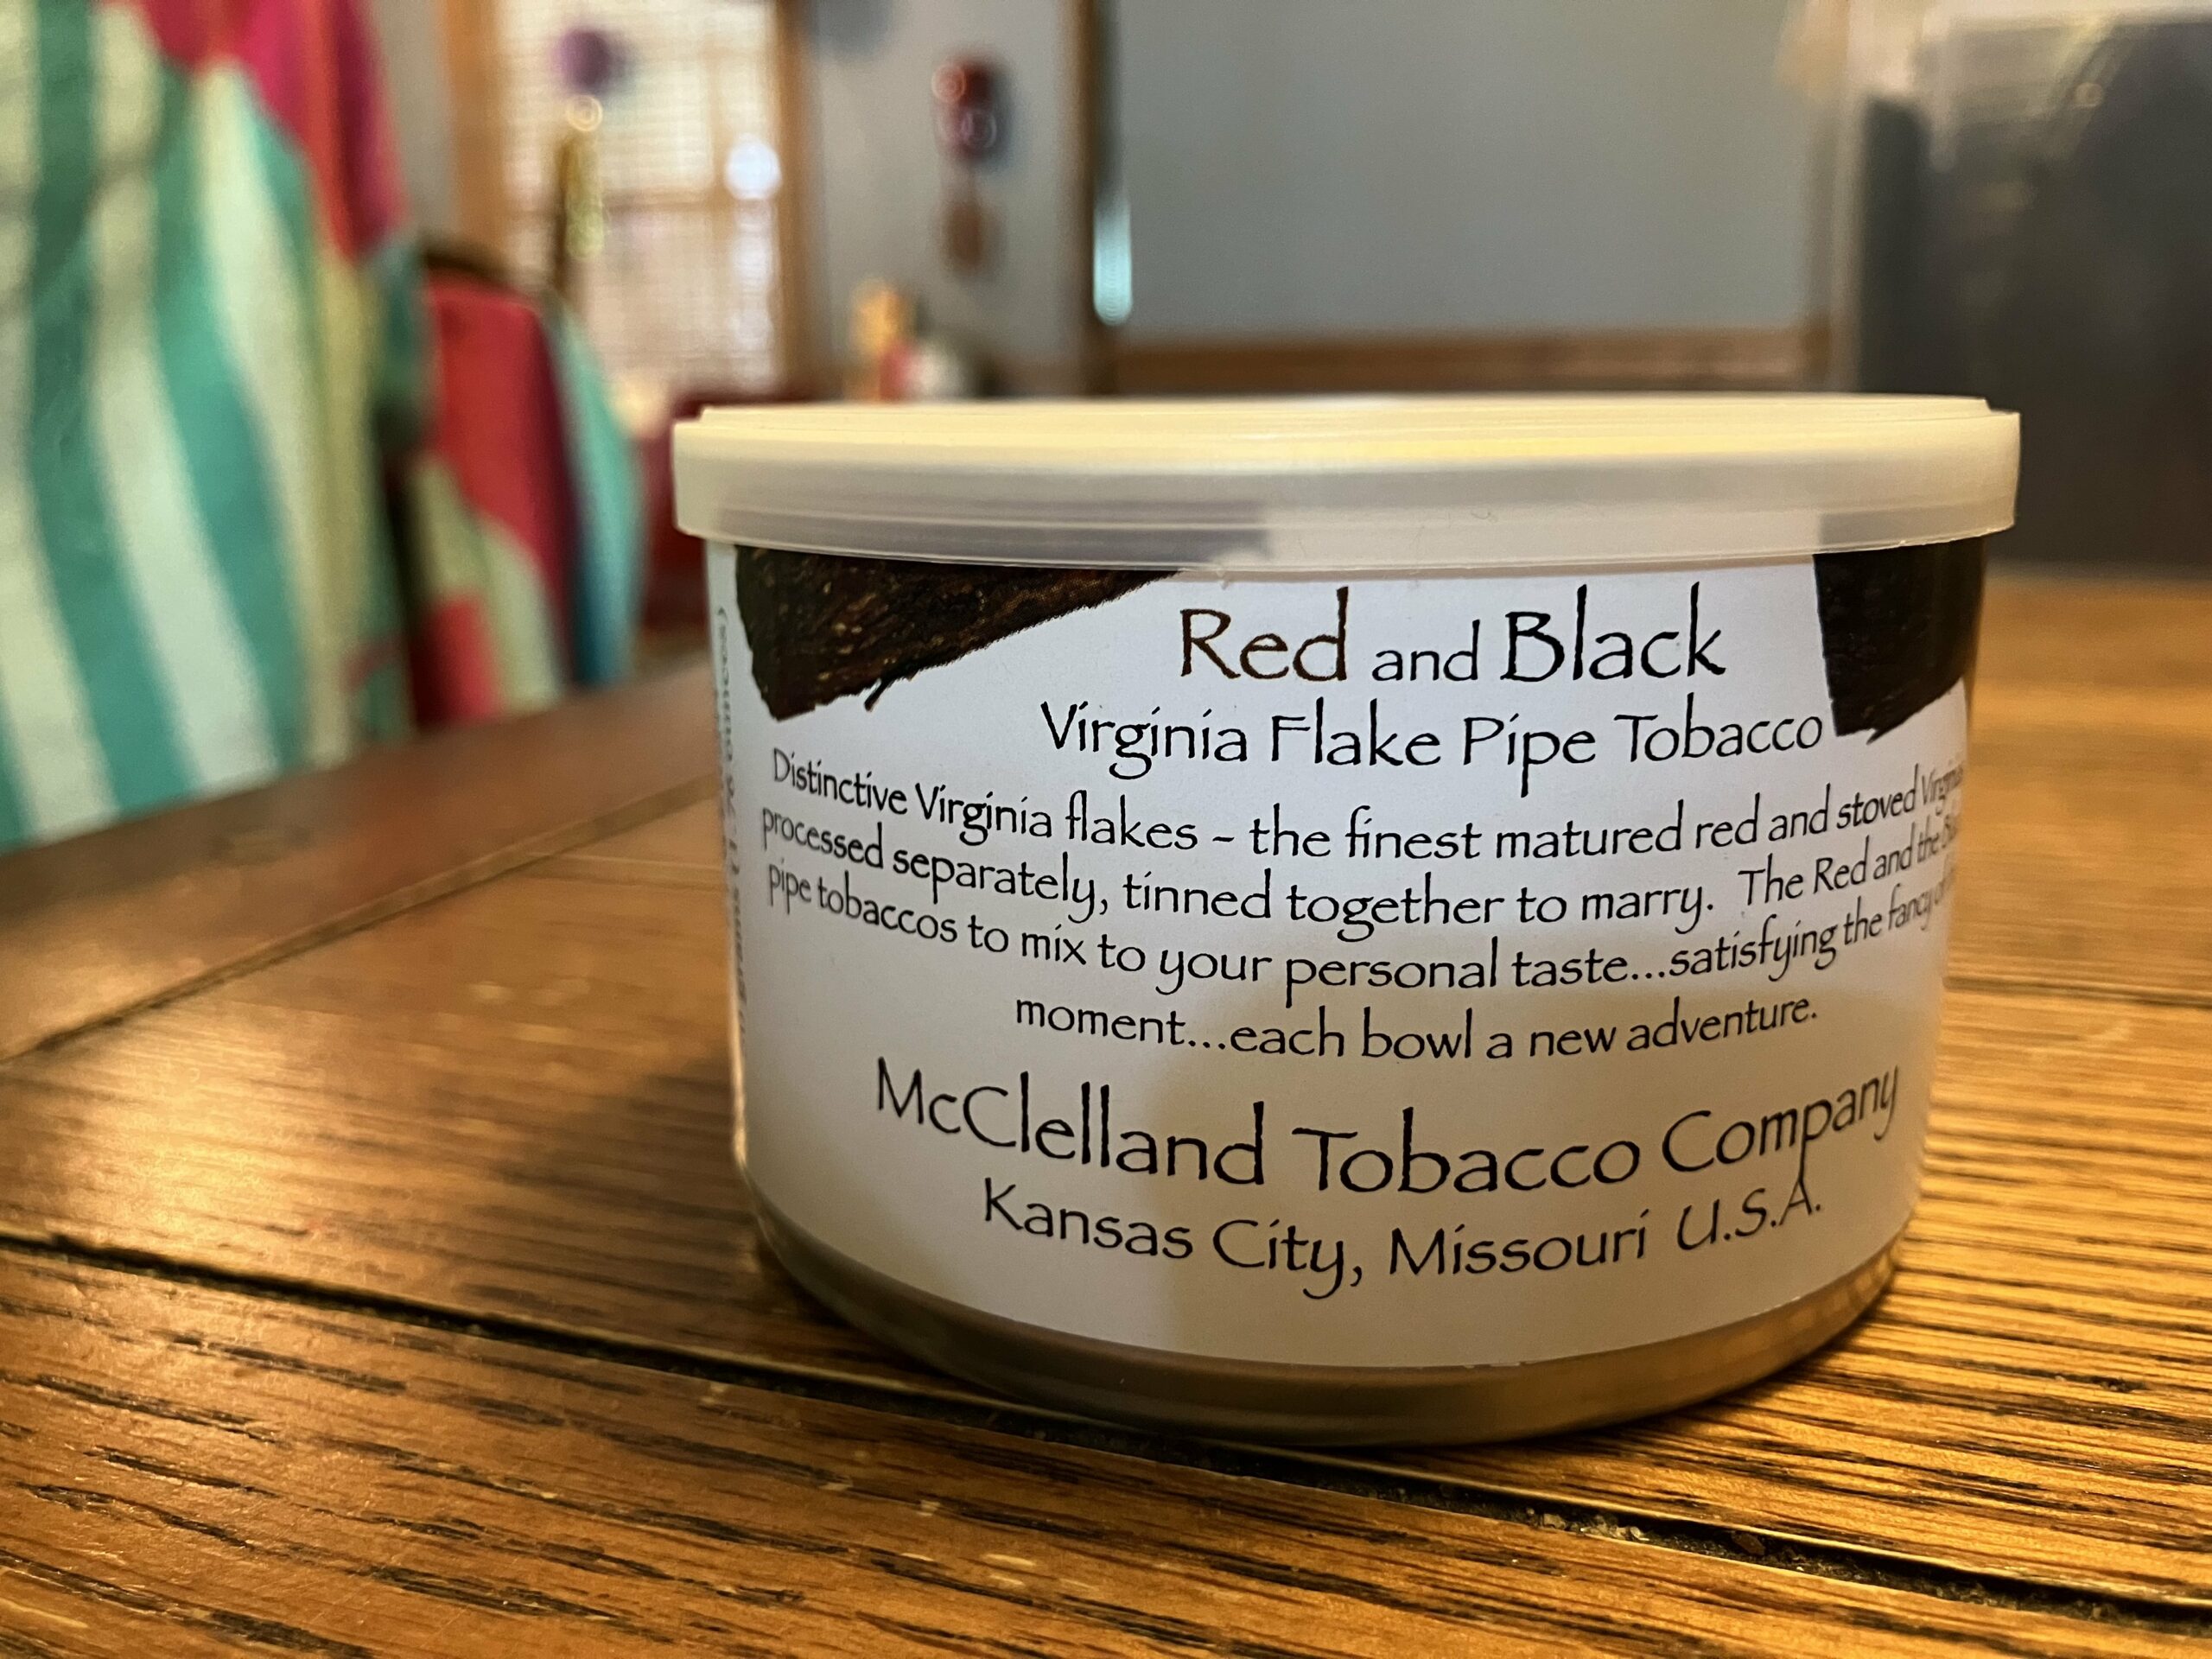 Red and Black
Virginia Flake Pipe Tobacco
Distinctive Virginia flakes - the finest matured red and stoved
processed separately, tinned together to marry. The Red and the
pipe tobaccos to mix to your personal taste...satisfying the fancy
moment...each bowl a new adventure.
McClelland Tobacco Company
Kansas City, Missouri U.S.A.